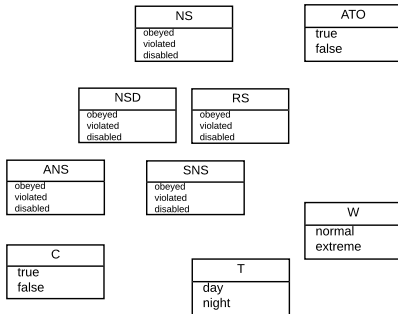 NS
obeyed
violated
disabled
ATO
true
false
NSD
obeyed
violated
disabled
RS
obeyed
violated
disabled
ANS
obeyed
violated
disabled
SNS
obeyed
violated
disabled
W
normal
extreme
C
true
false
T
day
night